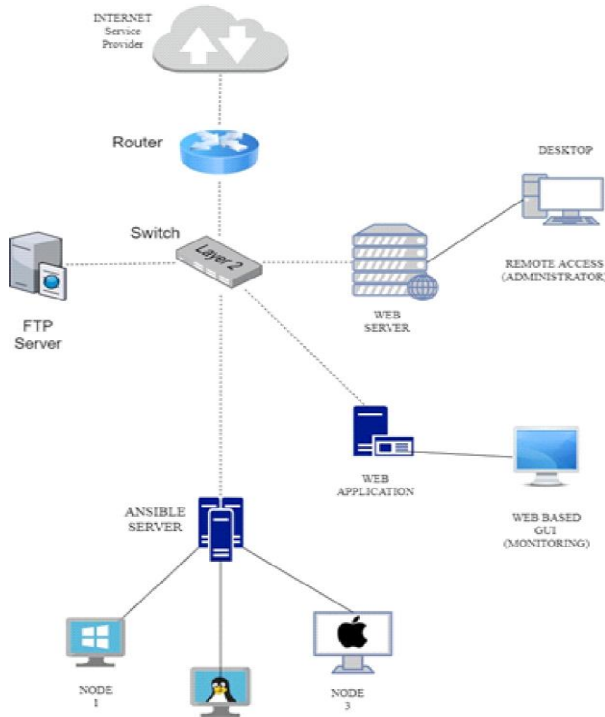 INTERNET
Service
Provider
Router
Switch
Layer 2
DESKTOP
REMOTE ACCESS
(ADMINISTRATOR)
WEB
SERVER
FTP
Server
WEB
APPLICATION
WEB BASED
GUI
(MONITORING)
ANSIBLE
SERVER
NODE
1
NODE
3